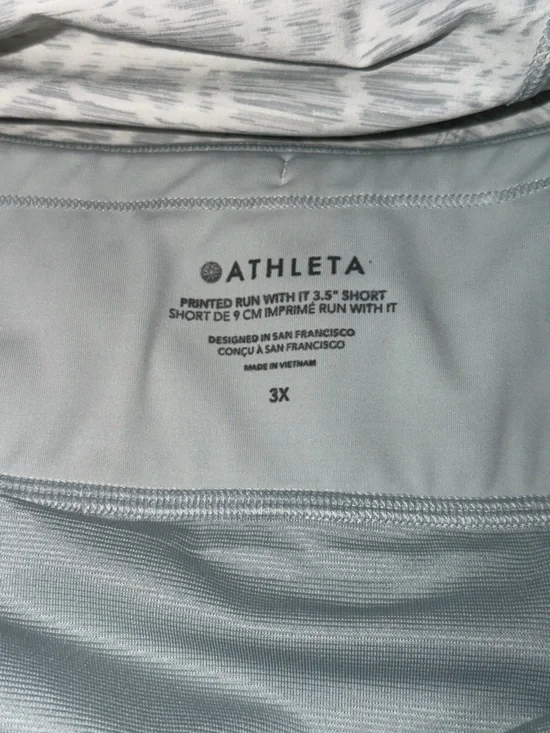 ATHLETA
PRINTED RUN WITH IT 3.5" SHORT
SHORT DE 9 CM IMPRIMÉ RUN WITH IT
DESIGNED IN SAN FRANCISCO
CONÇU À SAN FRANCISCO
MADE IN VIETNAM
3X